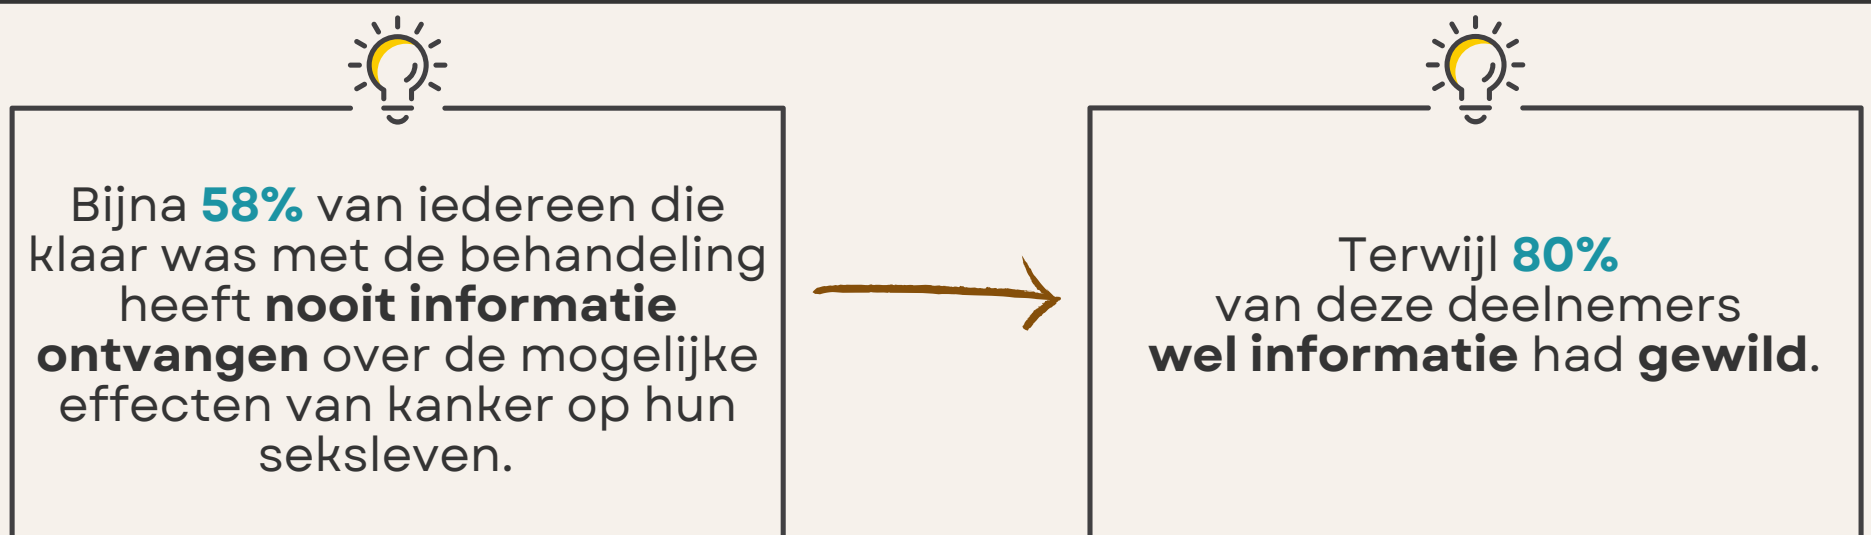 Bijna 58% van iedereen die
klaar was met de behandeling
heeft nooit informatie
ontvangen over de mogelijke
effecten van kanker op hun
seksleven.
Terwijl 80%
van deze deelnemers
wel informatie had gewild.